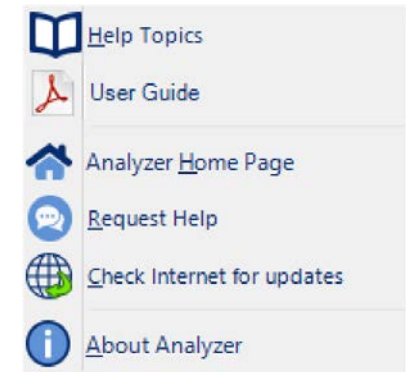 Help Topics
User Guide
Analyzer Home Page
Request Help
Check Internet for updates
About Analyzer